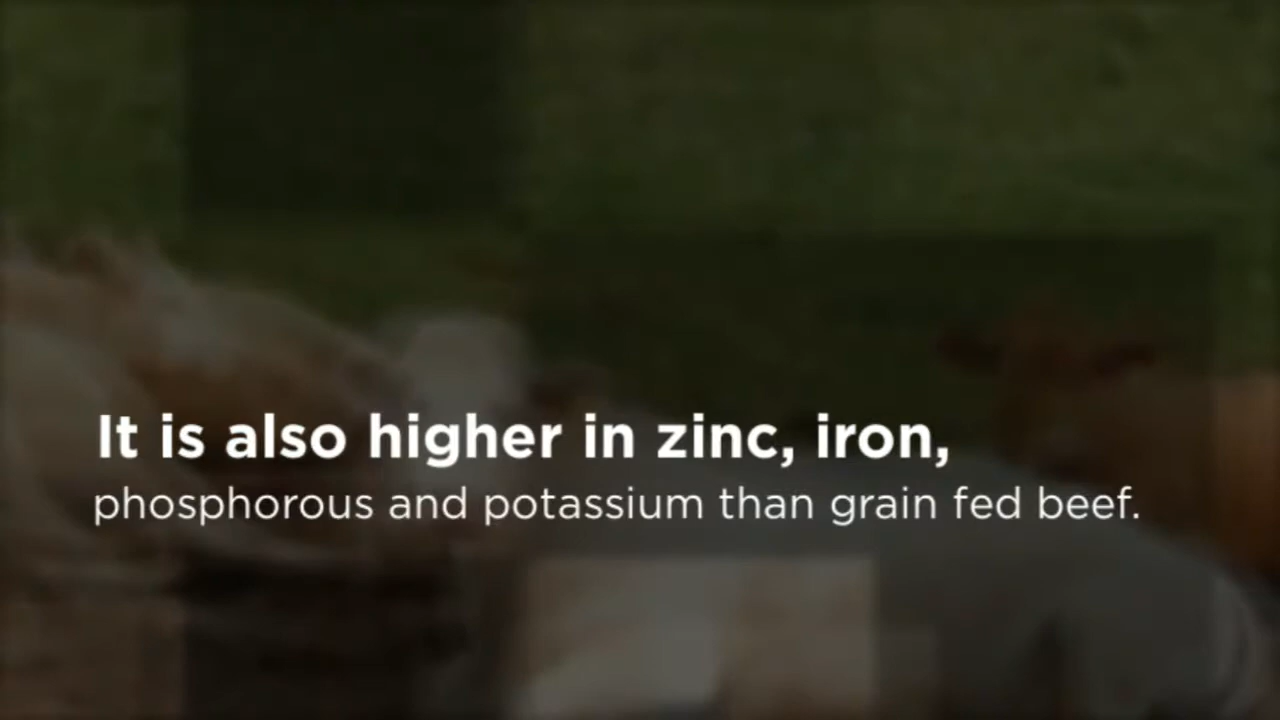 It is also higher in zinc, iron,
phosphorous and potassium than grain fed beef.